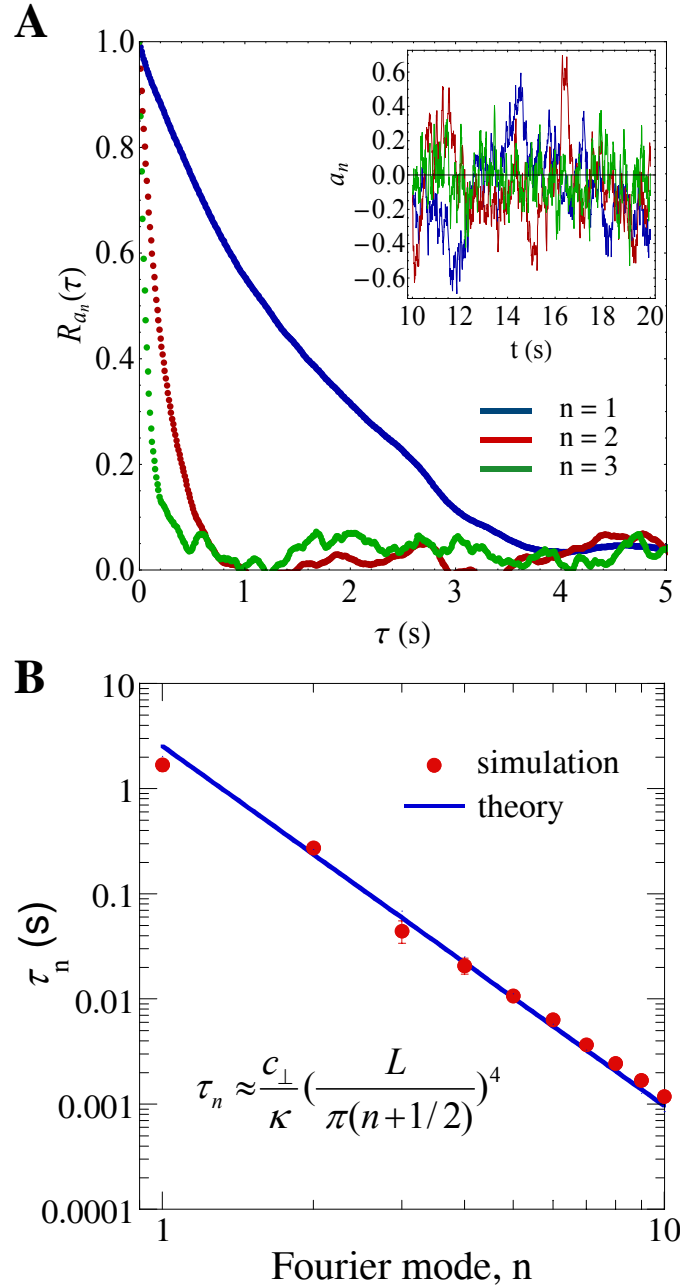 A
1.0
0.8
0.6
0.4
0.2
0.0
R_{a_n}(τ)
0 1 2 3 4 5
τ (s)
0.6
0.4
0.2
0.0
−0.2
−0.4
−0.6
a_n
10 12 14 16 18 20
t (s)
n = 1
n = 2
n = 3
B
10
1
0.1
0.01
0.001
0.0001
τ_n (s)
simulation
theory
τ_n ≈ \frac{c_⊥}{κ} (\frac{L}{π(n+1/2)})^4
1 10
Fourier mode, n